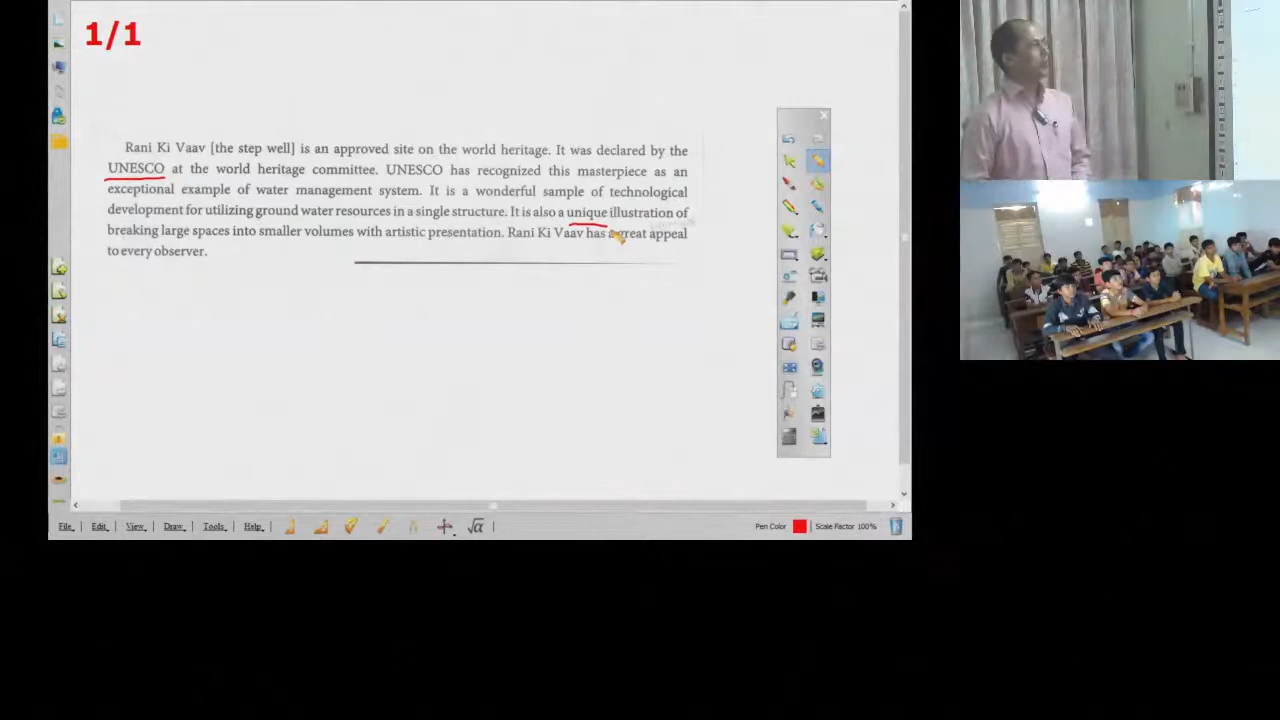 1/1
Rani Ki Vaav [the step well] is an approved site on the world heritage. It was declared by the
UNESCO at the world heritage committee. UNESCO has recognized this masterpiece as an
exceptional example of water management system. It is a wonderful sample of technological
development for utilizing ground water resources in a single structure. It is also a unique illustration of
breaking large spaces into smaller volumes with artistic presentation. Rani Ki Vaav has a great appeal
to every observer.
File Edit View Draw Tools Help Pen Color Scale Factor 100%